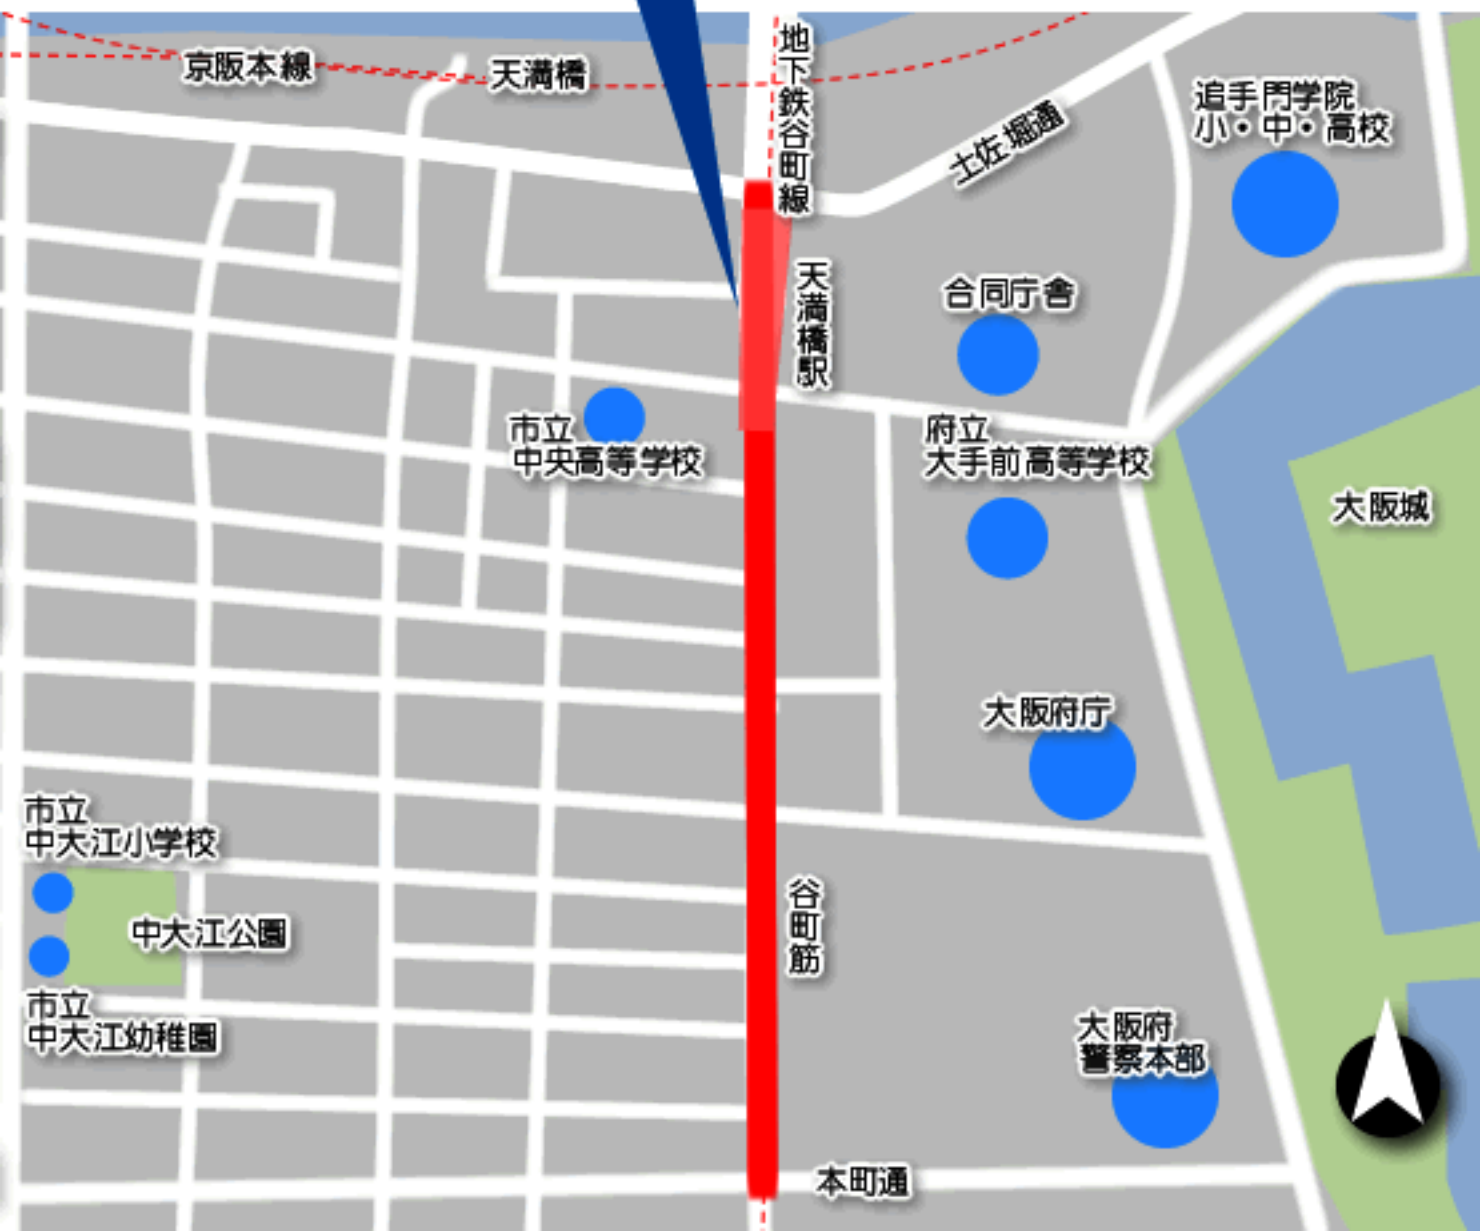 京阪本線
天満橋
地下鉄谷町線
土佐堀通
追手門学院
小・中・高校
天満橋駅
合同庁舎
市立
中央高等学校
府立
大手前高等学校
大阪城
大阪府庁
市立
中大江小学校
中大江公園
谷町筋
市立
中大江幼稚園
大阪府
警察本部
本町通